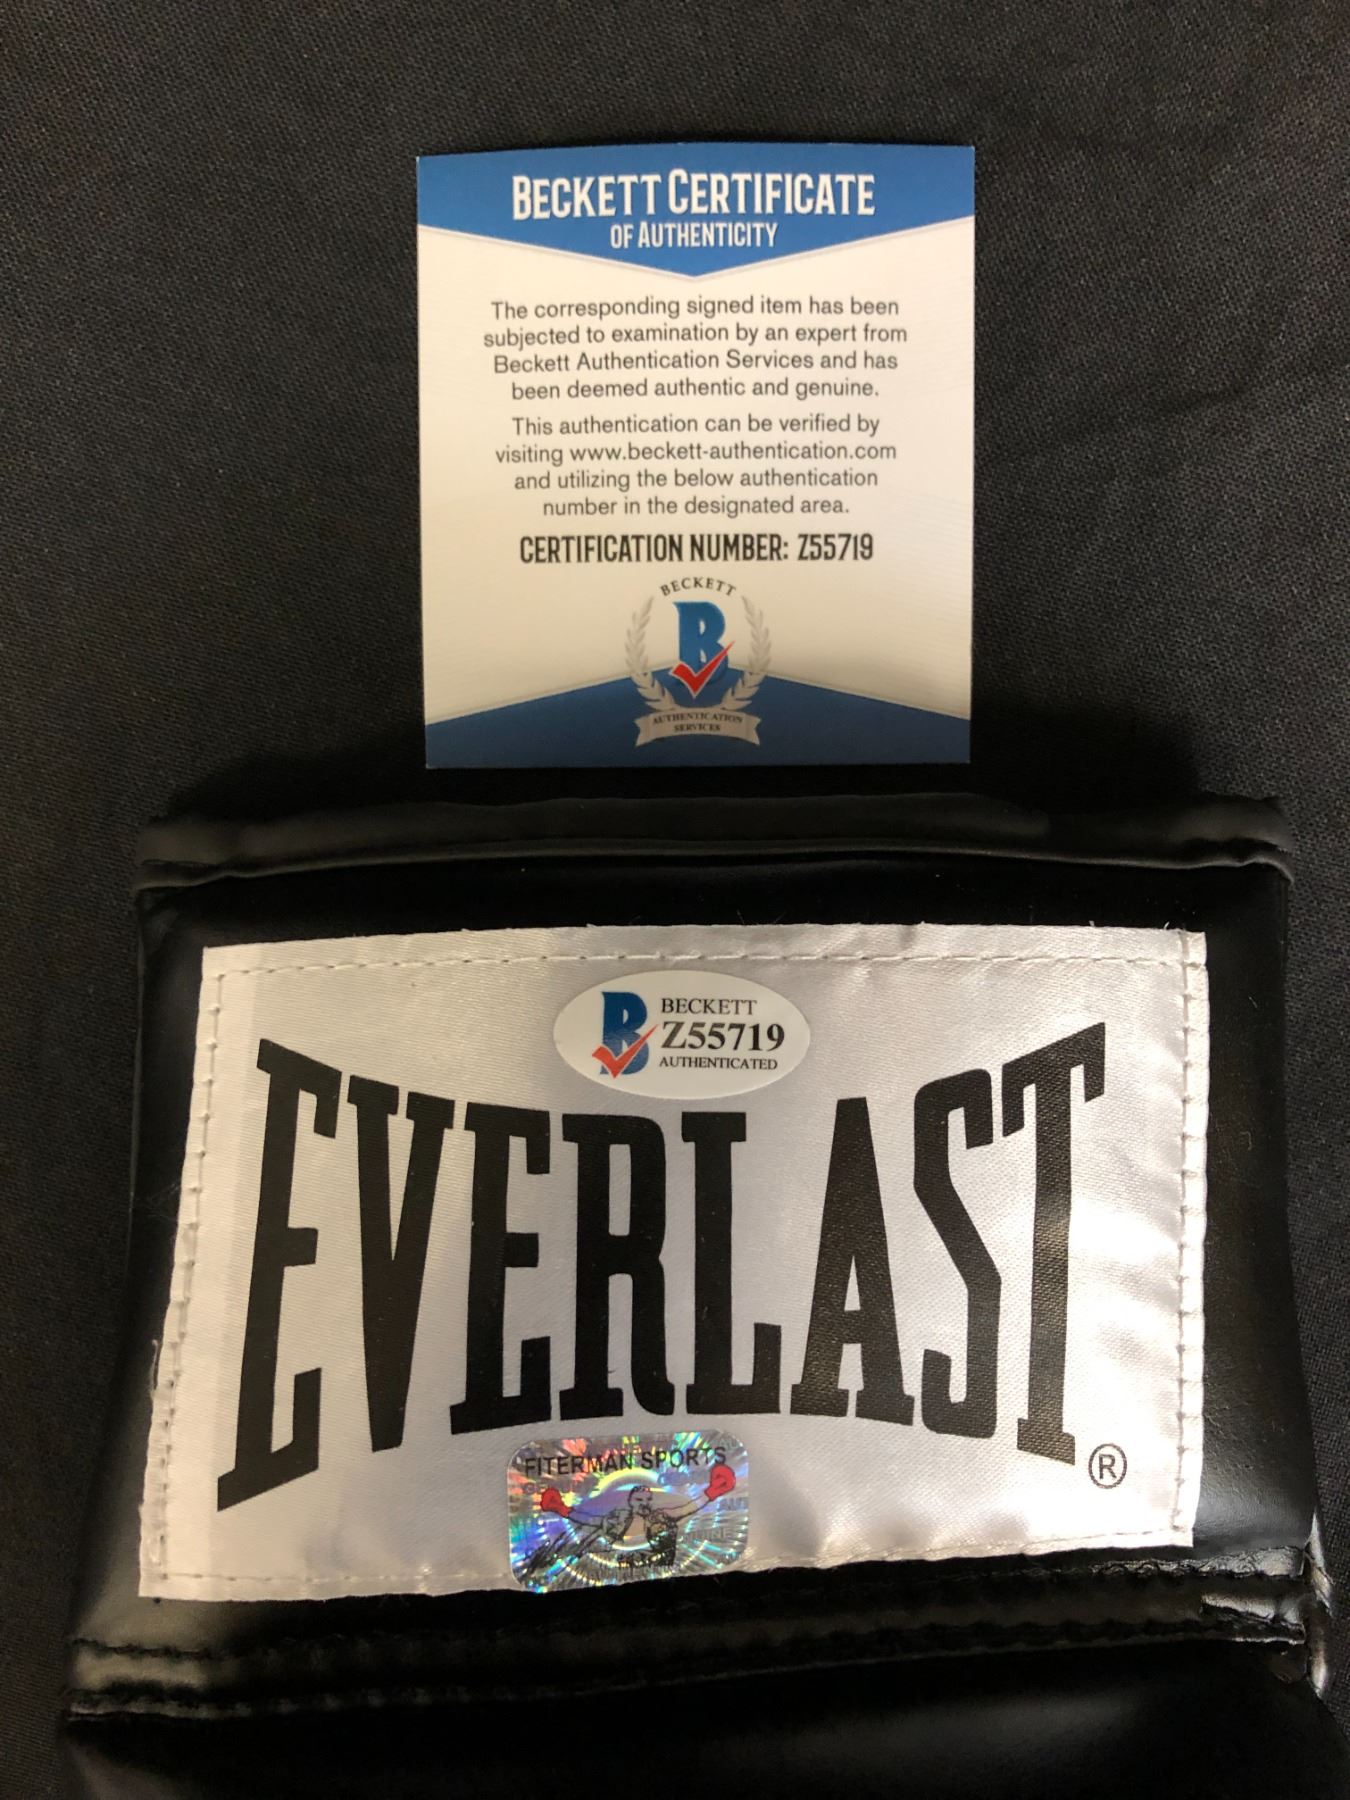 BECKETT CERTIFICATE
OF AUTHENTICITY
The corresponding signed item has been
subjected to examination by an expert from
Beckett Authentication Services and has
been deemed authentic and genuine.
This authentication can be verified by
visiting www.beckett-authentication.com
and utilizing the below authentication
number in the designated area.
CERTIFICATION NUMBER: Z55719
BECKETT
B
AUTHENTICATION
SERVICES
B
BECKETT
Z55719
AUTHENTICATED
EVERLAST
®
FITERMAN SPORTS